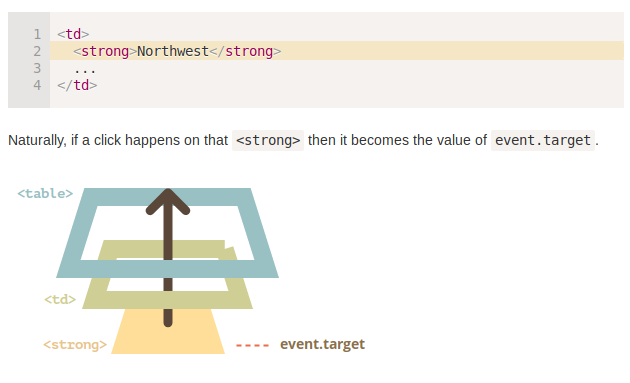 1 <td>
2   <strong>Northwest</strong>
3   ...
4 </td>
Naturally, if a click happens on that <strong> then it becomes the value of event.target.
<table>
<td>
<strong> ---- event.target